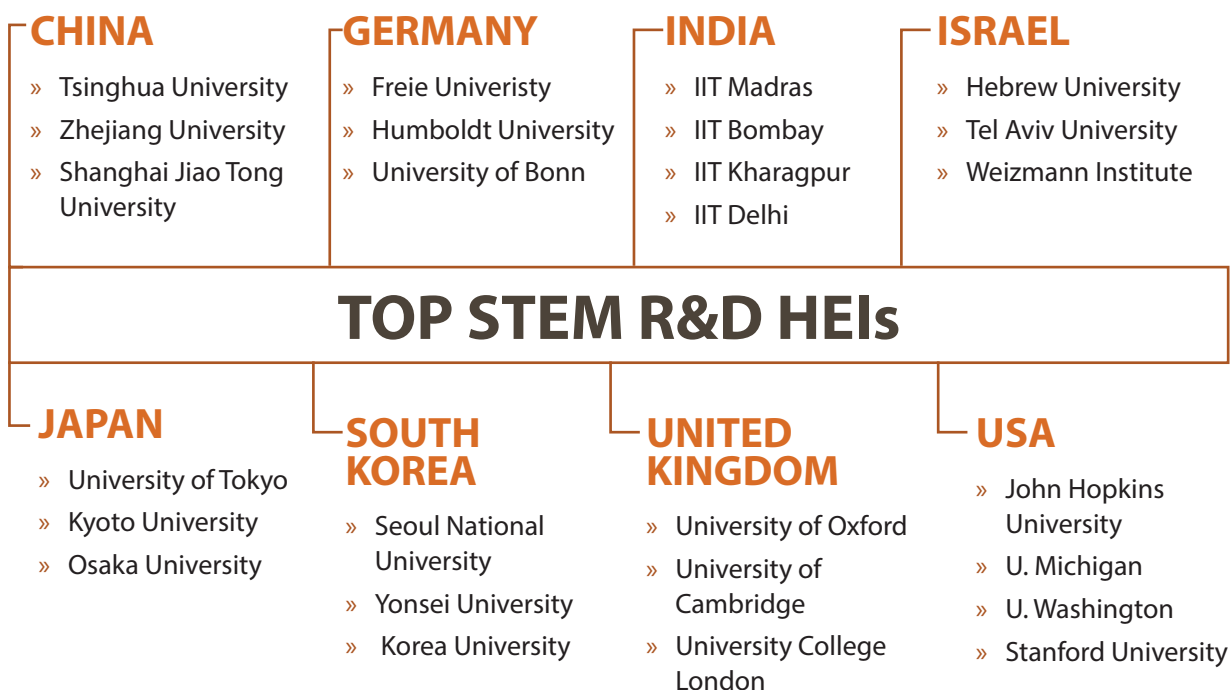 CHINA
» Tsinghua University
» Zhejiang University
» Shanghai Jiao Tong
University
GERMANY
» Freie Univeristy
» Humboldt University
» University of Bonn
INDIA
» IIT Madras
» IIT Bombay
» IIT Kharagpur
» IIT Delhi
ISRAEL
» Hebrew University
» Tel Aviv University
» Weizmann Institute
TOP STEM R&D HEIs
JAPAN
» University of Tokyo
» Kyoto University
» Osaka University
SOUTH
KOREA
» Seoul National
University
» Yonsei University
» Korea University
UNITED
KINGDOM
» University of Oxford
» University of
Cambridge
» University College
London
USA
» John Hopkins
University
» U. Michigan
» U. Washington
» Stanford University